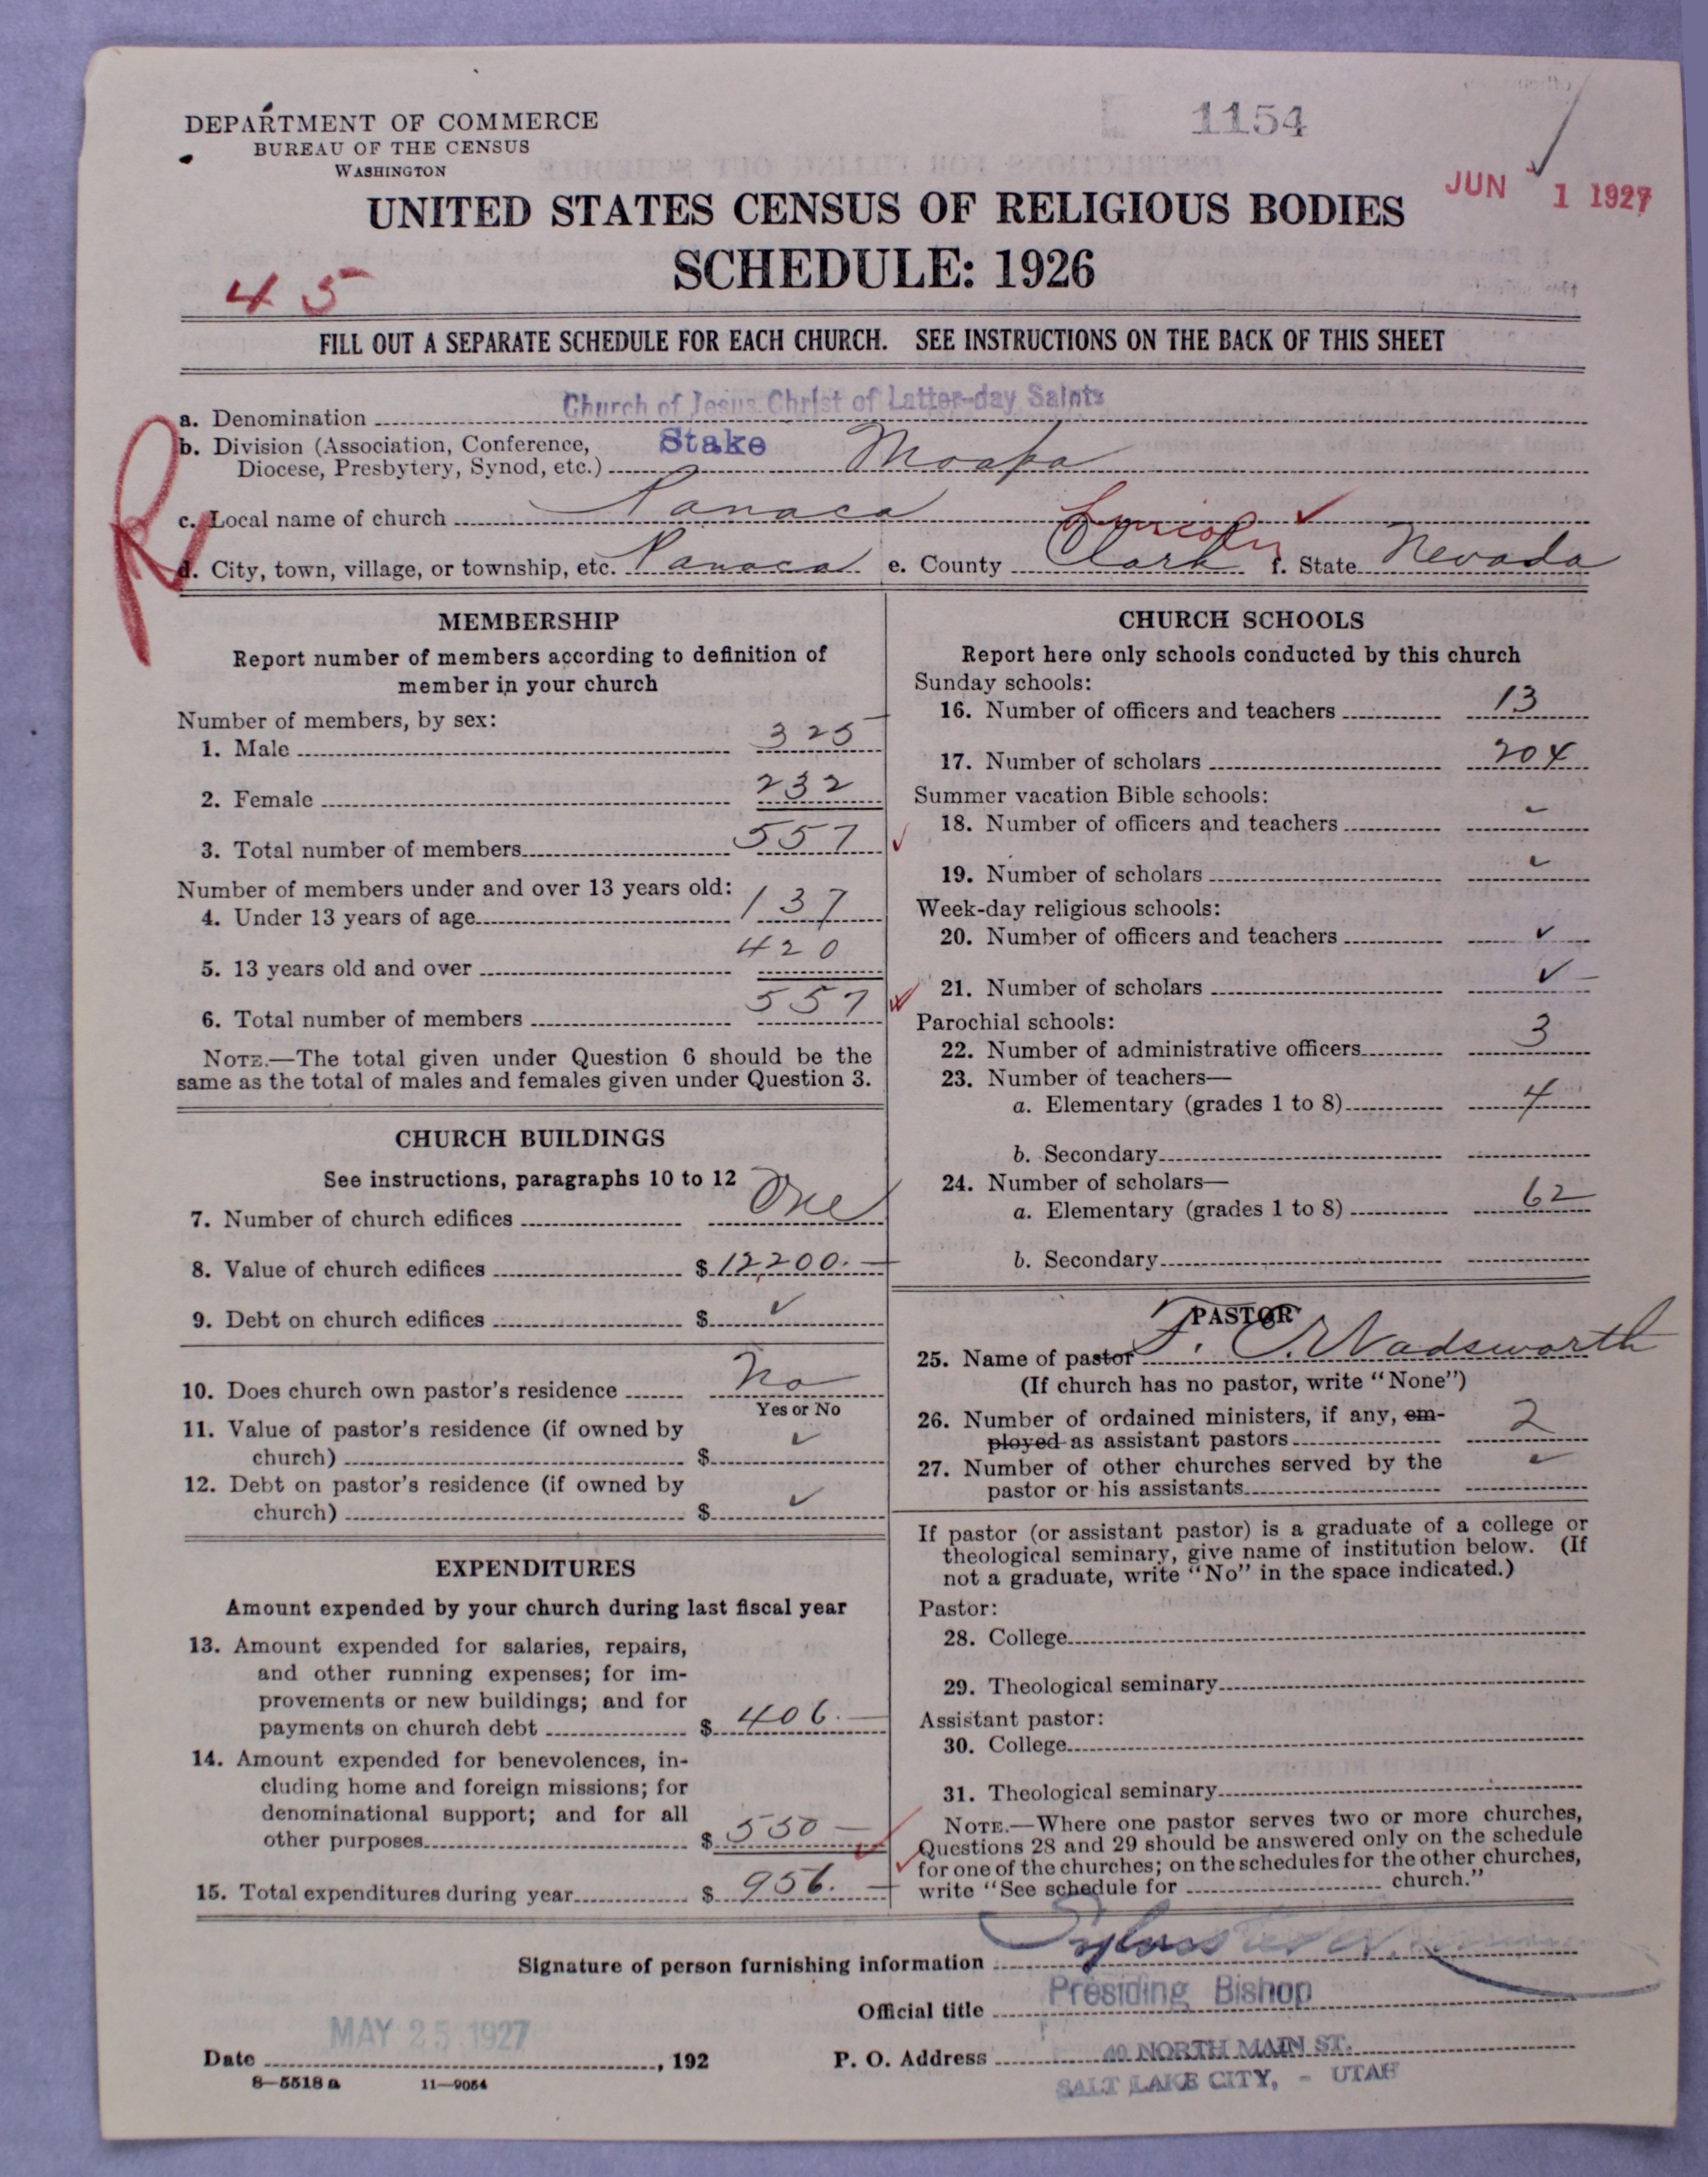 DEPARTMENT OF COMMERCE
BUREAU OF THE CENSUS
WASHINGTON
1154
JUN 1 1927
UNITED STATES CENSUS OF RELIGIOUS BODIES
SCHEDULE: 1926
45
FILL OUT A SEPARATE SCHEDULE FOR EACH CHURCH. SEE INSTRUCTIONS ON THE BACK OF THIS SHEET
R
a. Denomination Church of Jesus Christ of Latter-day Saints
b. Division (Association, Conference, Diocese, Presbytery, Synod, etc.) Stake Moapa
c. Local name of church Panaca
Lincoln
d. City, town, village, or township, etc. Panaca e. County Clark f. State Nevada
MEMBERSHIP
Report number of members according to definition of
member in your church
Number of members, by sex:
1. Male 325
2. Female 232
3. Total number of members 557
Number of members under and over 13 years old:
4. Under 13 years of age 137
5. 13 years old and over 420
6. Total number of members 557
NOTE.—The total given under Question 6 should be the
same as the total of males and females given under Question 3.
CHURCH BUILDINGS
See instructions, paragraphs 10 to 12
7. Number of church edifices One
8. Value of church edifices $ 12,200.—
9. Debt on church edifices $ ✓
10. Does church own pastor's residence No
Yes or No
11. Value of pastor's residence (if owned by
church) $ ✓
12. Debt on pastor's residence (if owned by
church) $ ✓
EXPENDITURES
Amount expended by your church during last fiscal year
13. Amount expended for salaries, repairs,
and other running expenses; for im-
provements or new buildings; and for
payments on church debt $ 406.—
14. Amount expended for benevolences, in-
cluding home and foreign missions; for
denominational support; and for all
other purposes $ 550—
15. Total expenditures during year $ 956.—
CHURCH SCHOOLS
Report here only schools conducted by this church
Sunday schools:
16. Number of officers and teachers 13
17. Number of scholars 204
Summer vacation Bible schools:
18. Number of officers and teachers ✓
19. Number of scholars ✓
Week-day religious schools:
20. Number of officers and teachers ✓
21. Number of scholars ✓
Parochial schools:
22. Number of administrative officers 3
23. Number of teachers—
a. Elementary (grades 1 to 8) 4
b. Secondary
24. Number of scholars—
a. Elementary (grades 1 to 8) 62
b. Secondary
PASTOR
25. Name of pastor Wadsworth
(If church has no pastor, write "None")
26. Number of ordained ministers, if any, em-
ployed as assistant pastors 2
27. Number of other churches served by the
pastor or his assistants ✓
If pastor (or assistant pastor) is a graduate of a college or
theological seminary, give name of institution below. (If
not a graduate, write "No" in the space indicated.)
Pastor:
28. College
29. Theological seminary
Assistant pastor:
30. College
31. Theological seminary
NOTE.—Where one pastor serves two or more churches,
Questions 28 and 29 should be answered only on the schedule
for one of the churches; on the schedules for the other churches,
write "See schedule for church."
Signature of person furnishing information
Official title Presiding Bishop
MAY 25 1927
Date , 192 P. O. Address 40 NORTH MAIN ST.
8—5518 a 11—9054 SALT LAKE CITY, - UTAH